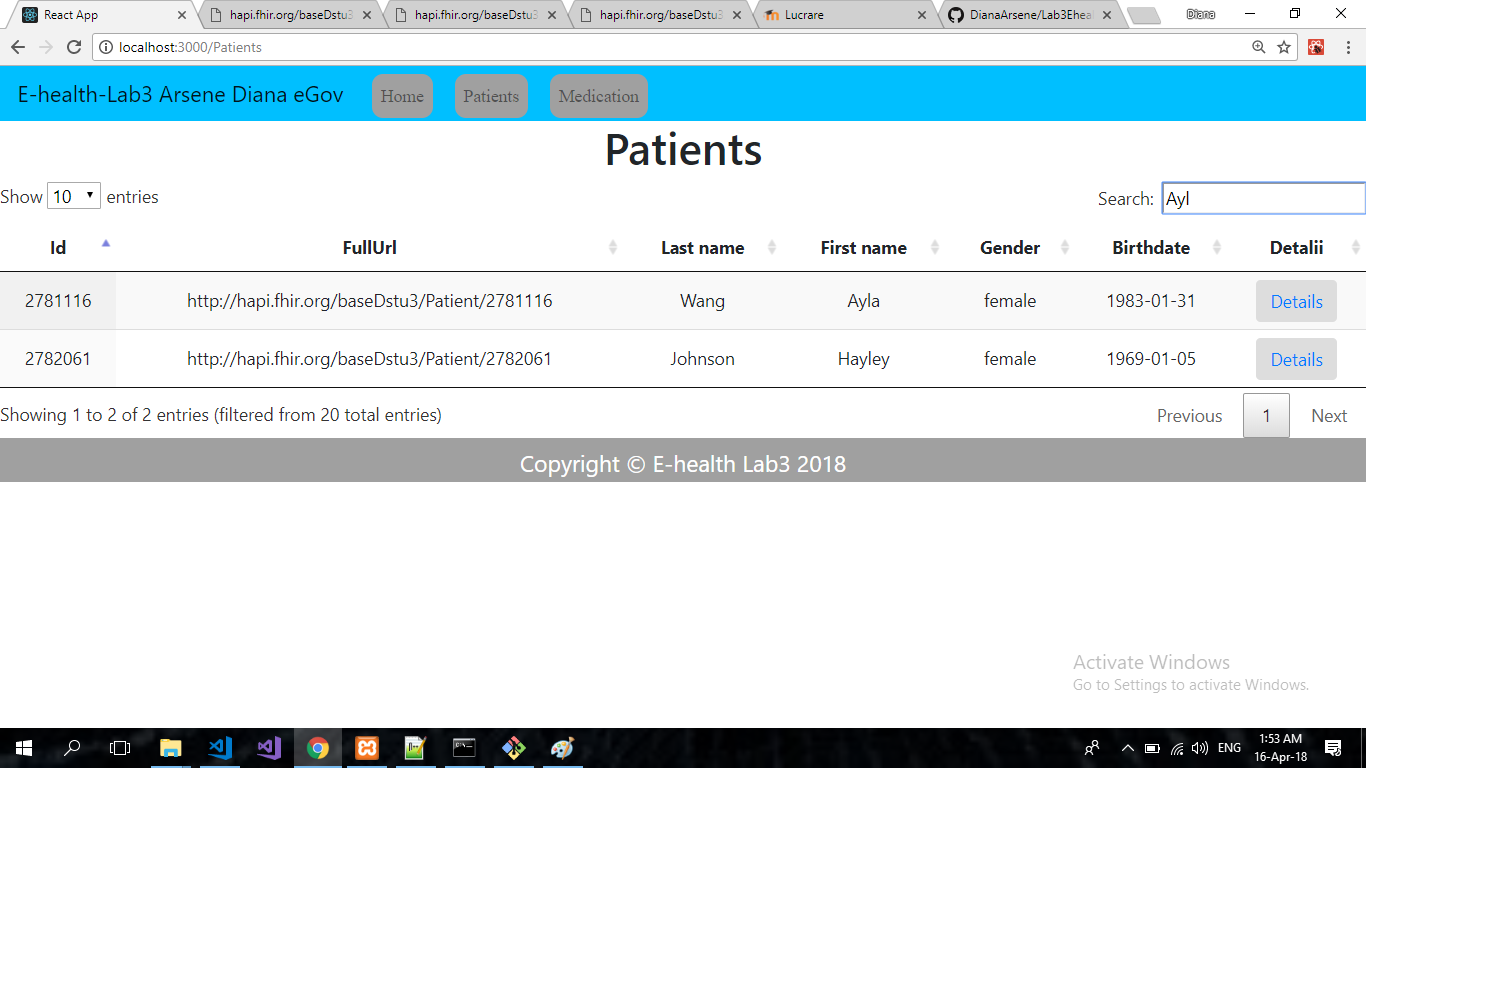 React App
hapi.fhir.org/baseDstu3
hapi.fhir.org/baseDstu3
hapi.fhir.org/baseDstu3
Lucrare
DianaArsene/Lab3Eheal
Diana
localhost:3000/Patients
E-health-Lab3 Arsene Diana eGov Home Patients Medication
Patients
Show 10 entries Search: Ayl
Id FullUrl Last name First name Gender Birthdate Detalii
2781116 http://hapi.fhir.org/baseDstu3/Patient/2781116 Wang Ayla female 1983-01-31 Details
2782061 http://hapi.fhir.org/baseDstu3/Patient/2782061 Johnson Hayley female 1969-01-05 Details
Showing 1 to 2 of 2 entries (filtered from 20 total entries) Previous 1 Next
Copyright © E-health Lab3 2018
Activate Windows
Go to Settings to activate Windows.
ENG
1:53 AM
16-Apr-18